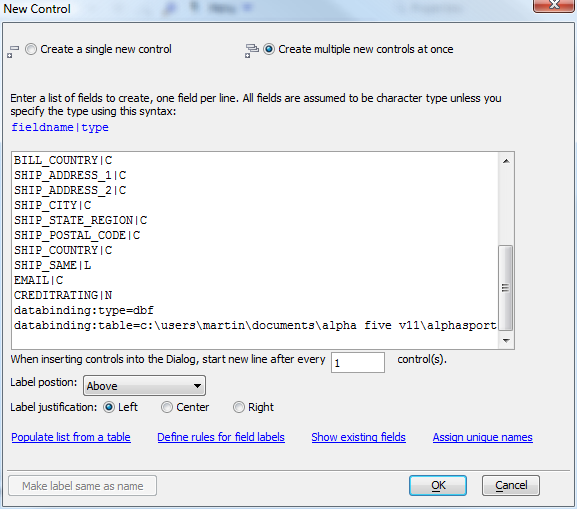 New Control
Create a single new control
Create multiple new controls at once
Enter a list of fields to create, one field per line. All fields are assumed to be character type unless you
specify the type using this syntax:
fieldname|type
BILL_COUNTRY|C
SHIP_ADDRESS_1|C
SHIP_ADDRESS_2|C
SHIP_CITY|C
SHIP_STATE_REGION|C
SHIP_POSTAL_CODE|C
SHIP_COUNTRY|C
SHIP_SAME|L
EMAIL|C
CREDITRATING|N
databinding:type=dbf
databinding:table=c:\users\martin\documents\alpha five v11\alphasport
When inserting controls into the Dialog, start new line after every 1 control(s).
Label postion: Above
Label justification: Left Center Right
Populate list from a table Define rules for field labels Show existing fields Assign unique names
Make label same as name OK Cancel